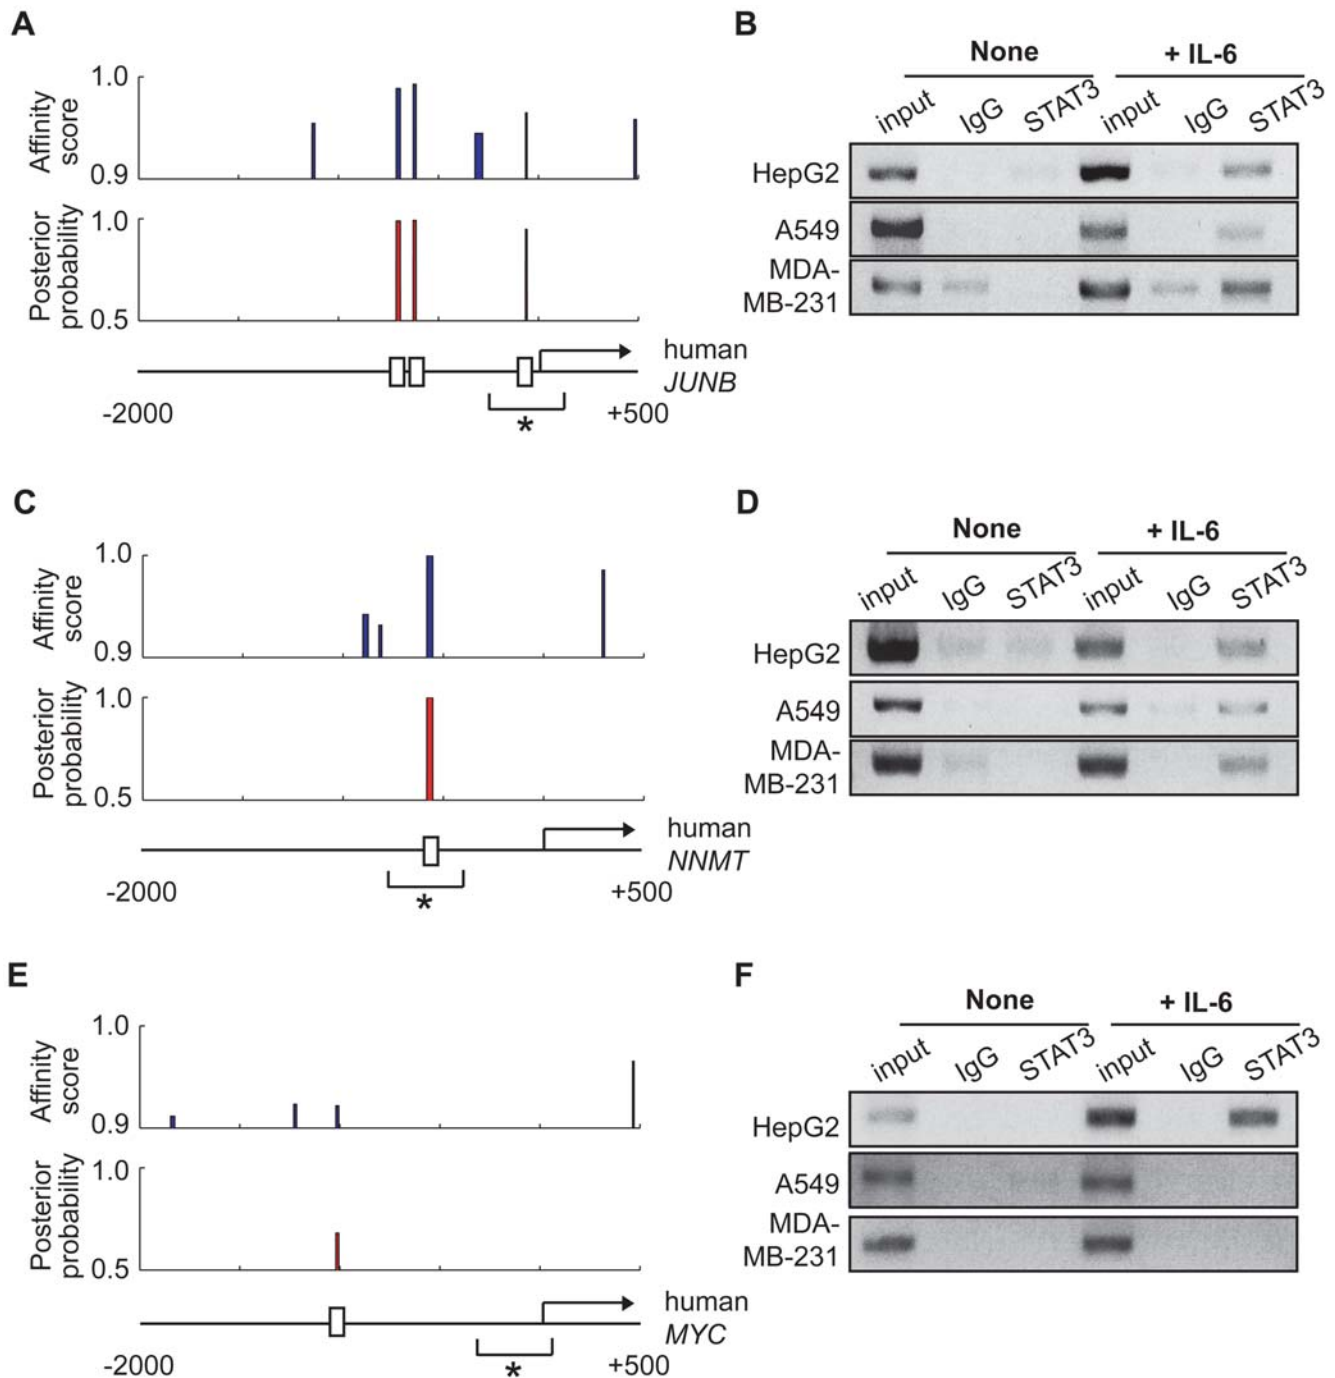 A
Affinity
score
1.0
0.9
Posterior
probability
1.0
0.5
human
JUNB
-2000
+500
*
B
None
+ IL-6
input
IgG
STAT3
input
IgG
STAT3
HepG2
A549
MDA-
MB-231
C
Affinity
score
1.0
0.9
Posterior
probability
1.0
0.5
human
NNMT
-2000
+500
*
D
None
+ IL-6
input
IgG
STAT3
input
IgG
STAT3
HepG2
A549
MDA-
MB-231
E
Affinity
score
1.0
0.9
Posterior
probability
1.0
0.5
human
MYC
-2000
+500
*
F
None
+ IL-6
input
IgG
STAT3
input
IgG
STAT3
HepG2
A549
MDA-
MB-231